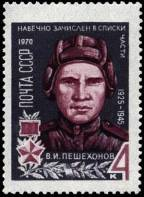 НАВЕЧНО ЗАЧИСЛЕН В СПИСКИ
ЧАСТИ
1970
ПОЧТА СССР
1925-1945
В.И. ПЕШЕХОНОВ
4
К